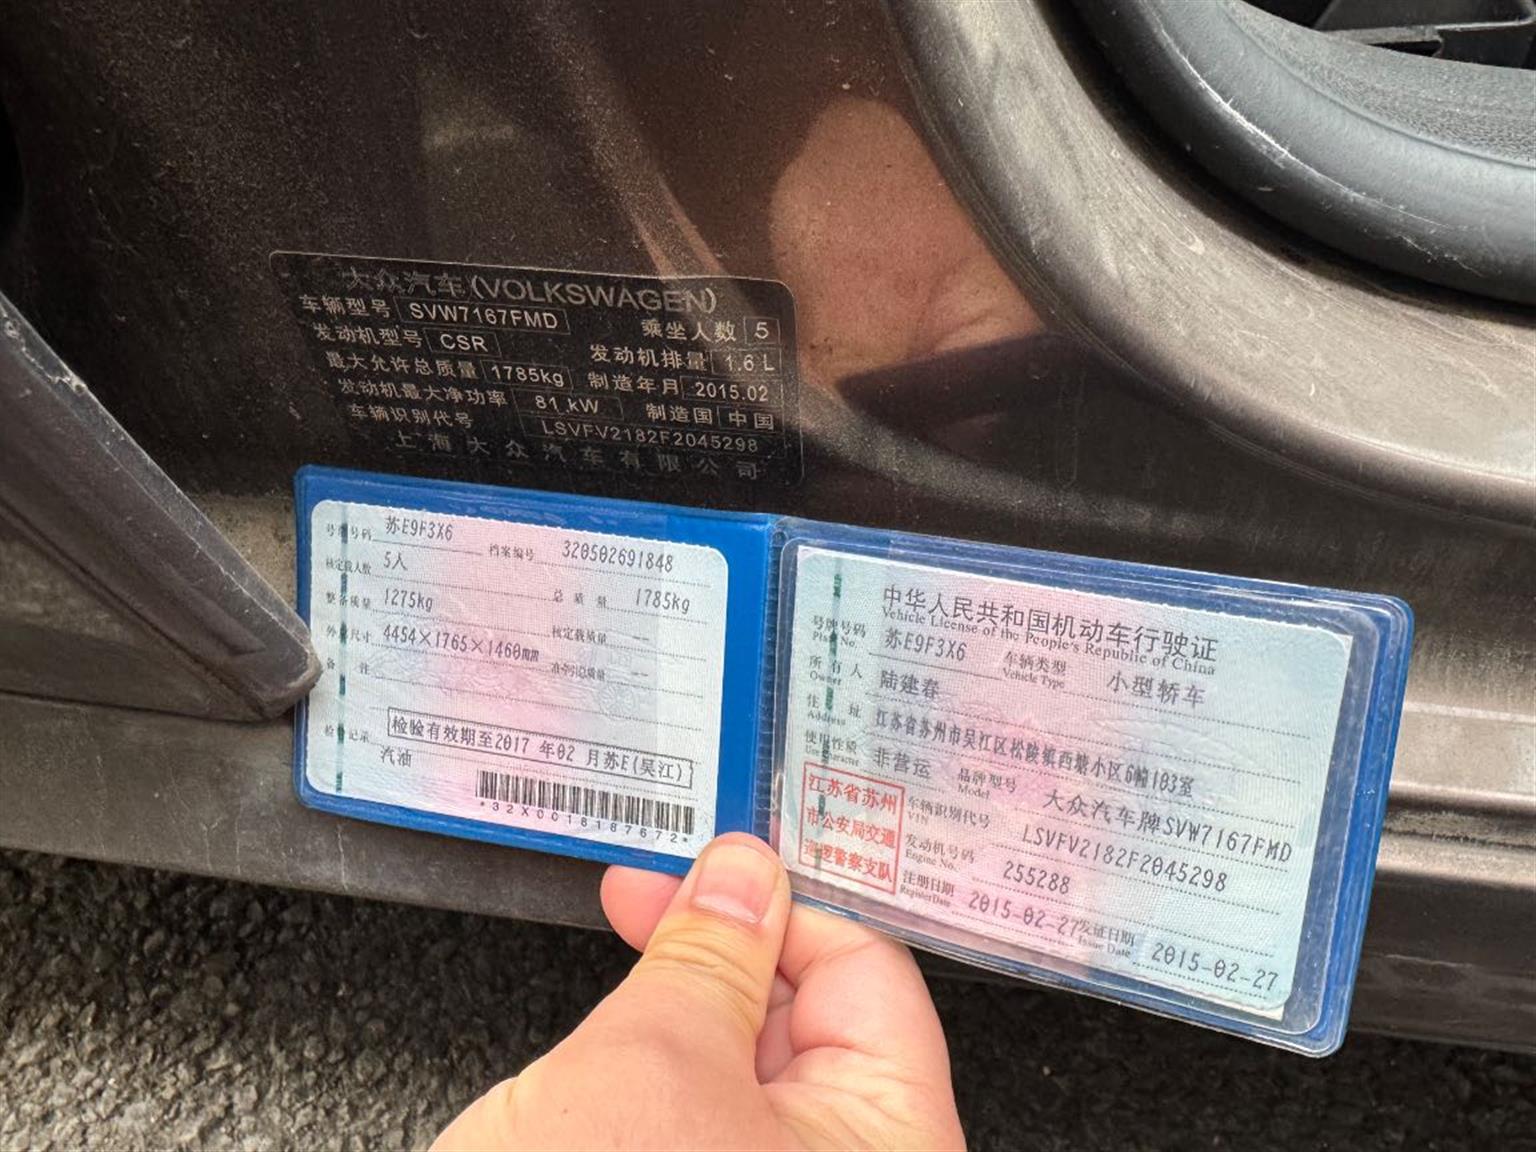 大众汽车(VOLKSWAGEN)
车辆型号 SVW7167FMD 乘坐人数 5
发动机型号 CSR 发动机排量 1.6 L
最大允许总质量 1785kg 制造年月 2015.02
发动机最大净功率 81 kW 制造国 中国
车辆识别代号 LSVFV2182F2045298
上海大众汽车有限公司
号牌号码 苏E9F3X6 档案编号 320502691848
核定载人数 5人 总质量 1785kg
整备质量 1275kg 核定载质量 --
外廓尺寸 4454×1765×1460mm 准牵引总质量 --
备注
检验记录 检验有效期至2017 年02 月苏E(吴江)
汽油
*32X0018187672*
中华人民共和国机动车行驶证
Vehicle License of the People's Republic of China
号牌号码 苏E9F3X6 车辆类型 小型轿车
Plate No. Vehicle Type
所有人 陆建春
Owner
住址 江苏省苏州市吴江区松陵镇西塘小区6幢103室
Address
使用性质 非营运 品牌型号 大众汽车牌SVW7167FMD
Use Character Model
江苏省苏州
市公安局交通
巡逻警察支队
车辆识别代号 LSVFV2182F2045298
VIN
发动机号码 255288
Engine No.
注册日期 2015-02-27 发证日期 2015-02-27
Register Date Issue Date